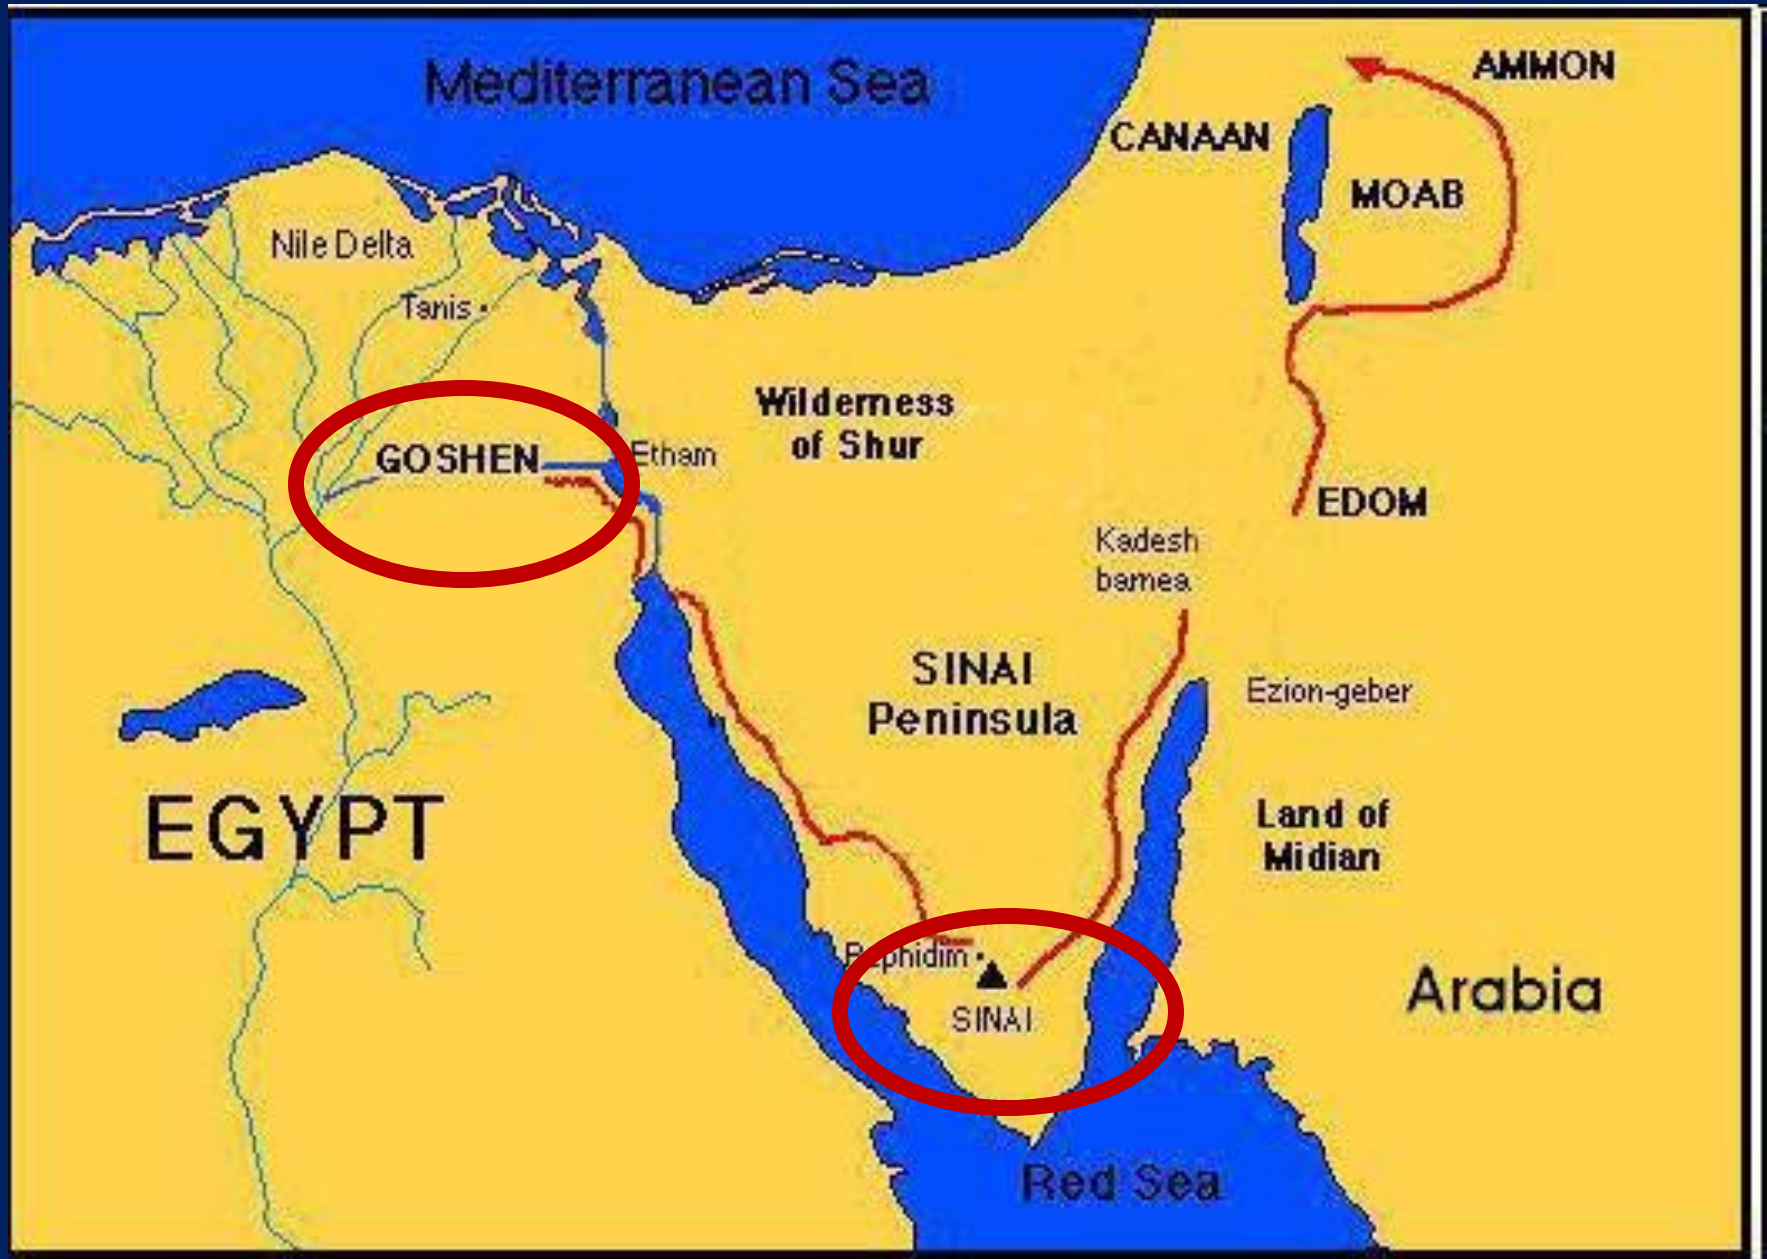 Mediterranean Sea
AMMON
CANAAN
MOAB
Nile Delta
Tanis
Wilderness
of Shur
GOSHEN
Etham
EDOM
Kadesh
barnea
SINAI
Peninsula
Ezion-geber
EGYPT
Land of
Midian
Rephidim
SINAI
Arabia
Red Sea